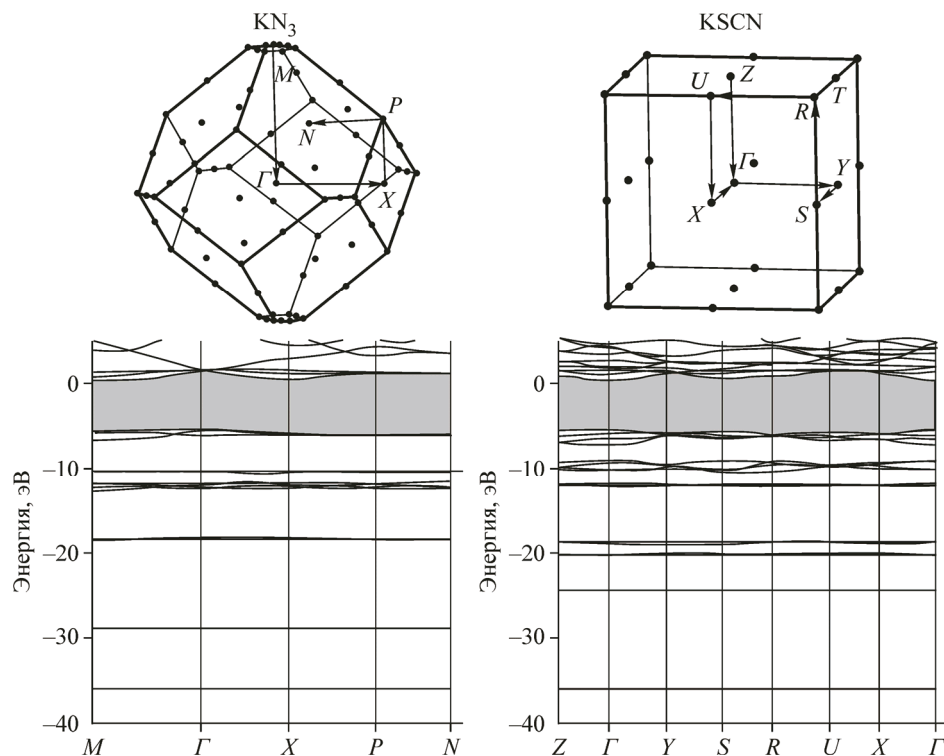 KN₃
KSCN
M
P
N
Γ
X
Z
U
T
R
Γ
Y
X
S
0
–10
–20
–30
–40
Энергия, эВ
M Γ X P N
0
–10
–20
–30
–40
Энергия, эВ
Z Γ Y S R U X Γ